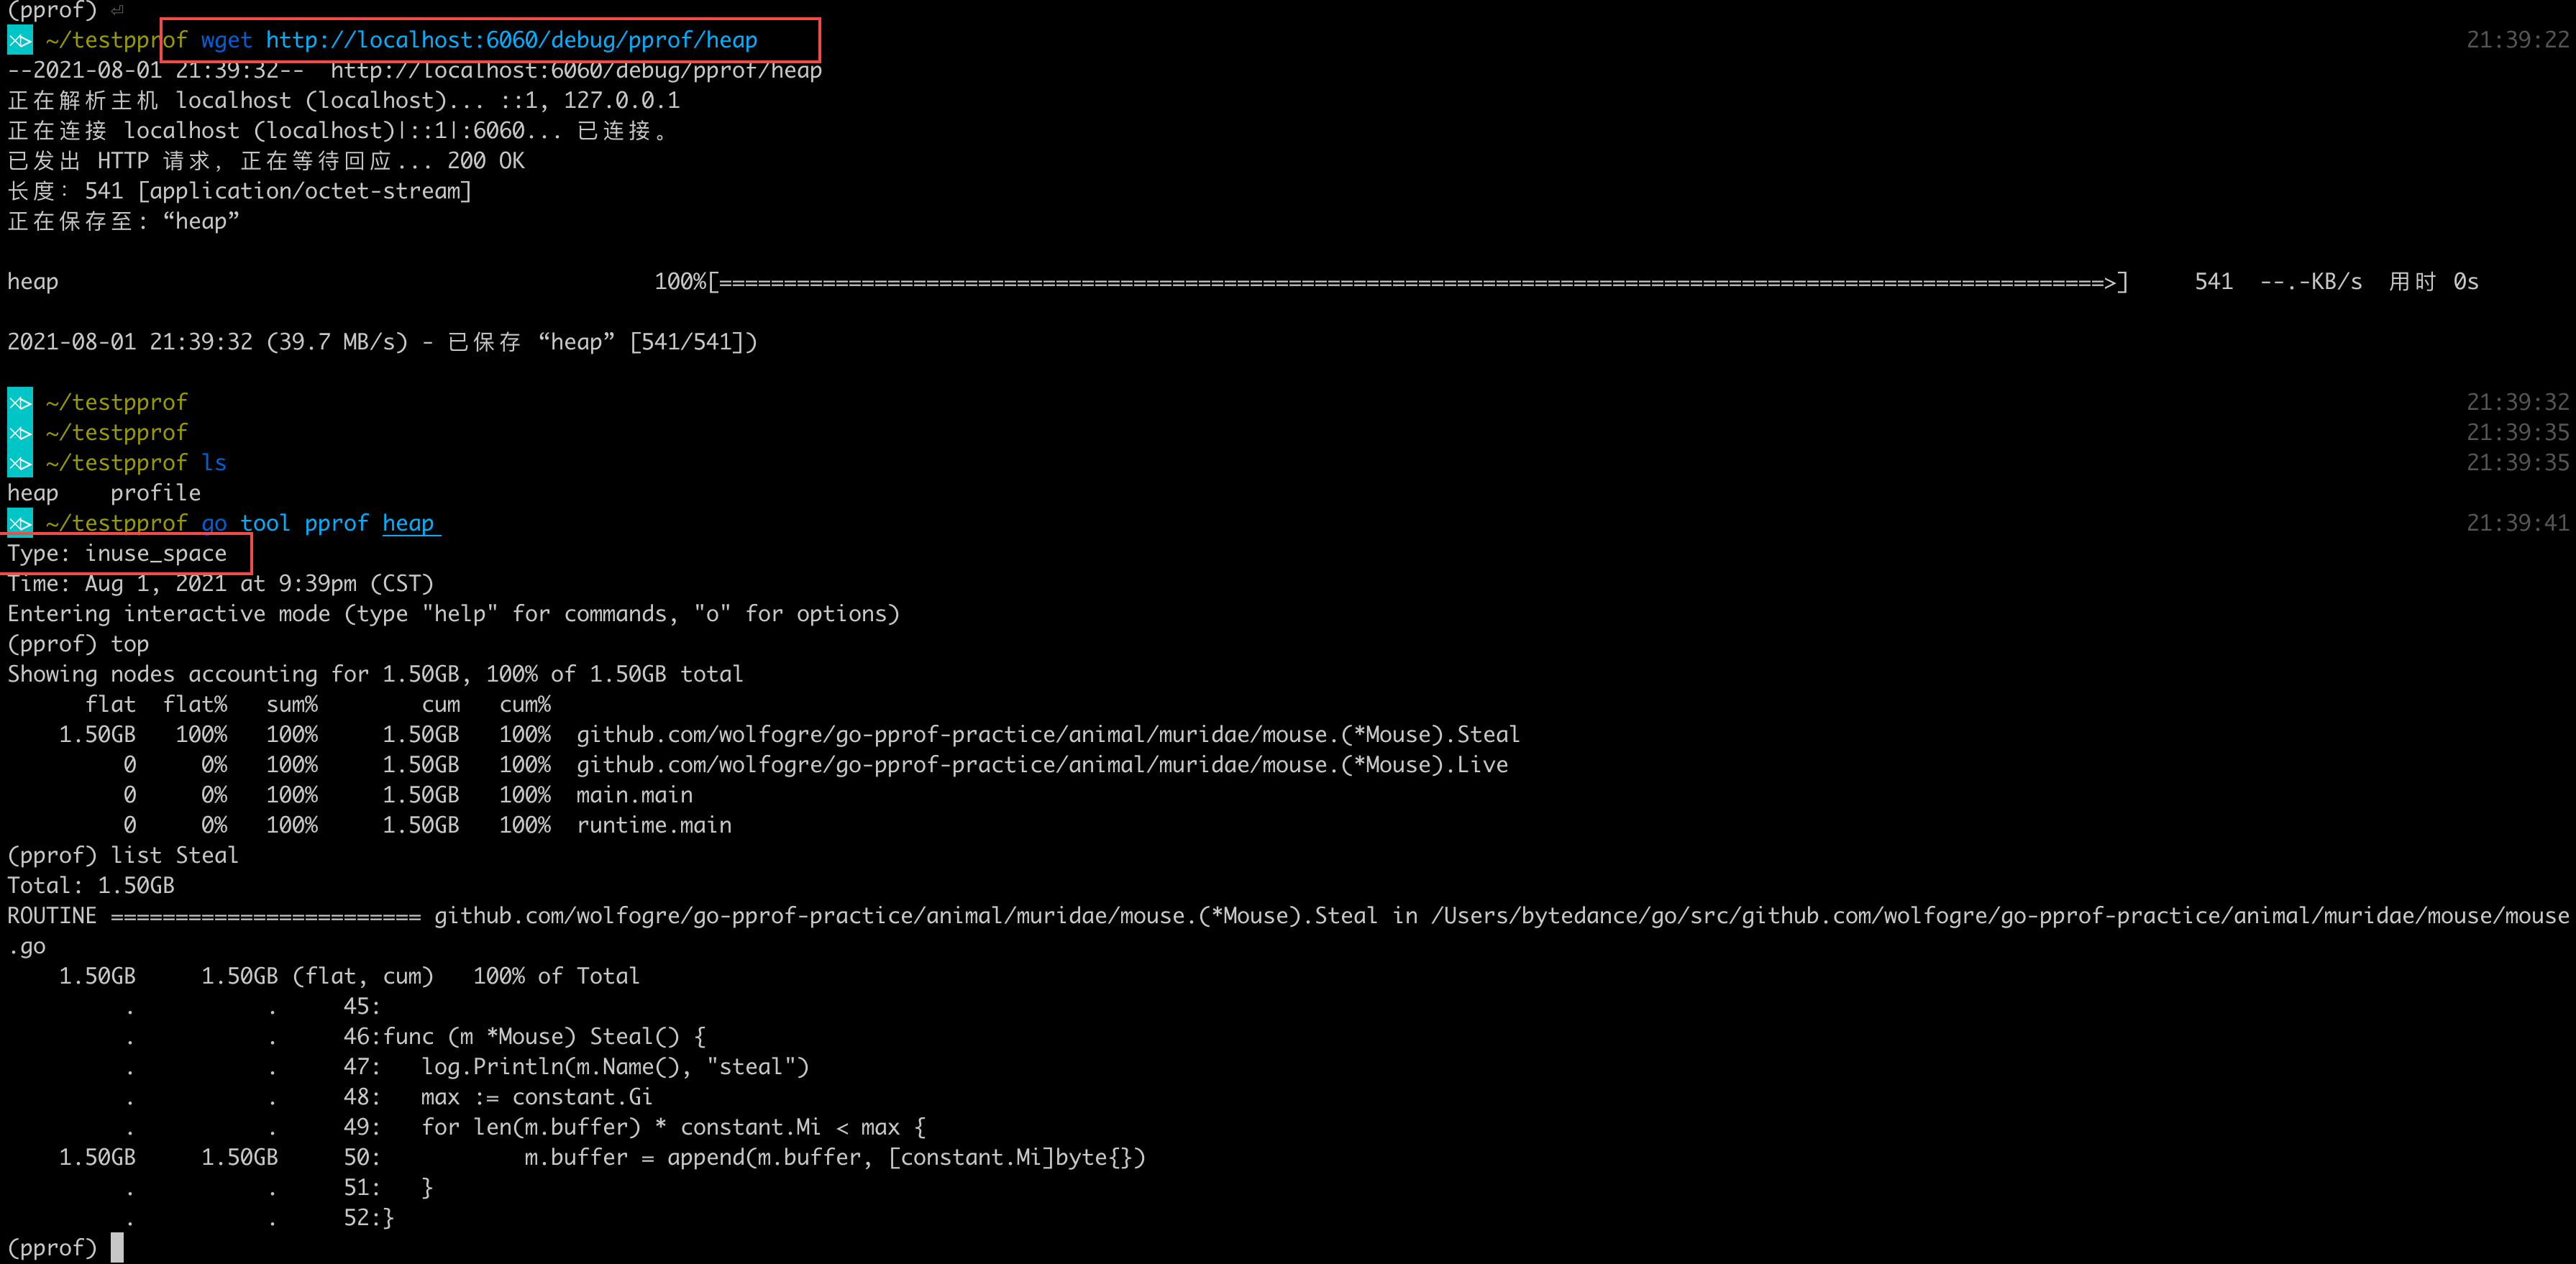 (pprof) ⏎
~/testpprof wget http://localhost:6060/debug/pprof/heap 21:39:22
--2021-08-01 21:39:32--  http://localhost:6060/debug/pprof/heap
正在解析主机 localhost (localhost)... ::1, 127.0.0.1
正在连接 localhost (localhost)|::1|:6060... 已连接。
已发出 HTTP 请求，正在等待回应... 200 OK
长度：541 [application/octet-stream]
正在保存至: “heap”
heap 100%[============================================================================================================>] 541 --.-KB/s 用时 0s
2021-08-01 21:39:32 (39.7 MB/s) - 已保存 “heap” [541/541])
~/testpprof 21:39:32
~/testpprof 21:39:35
~/testpprof ls 21:39:35
heap    profile
~/testpprof go tool pprof heap 21:39:41
Type: inuse_space
Time: Aug 1, 2021 at 9:39pm (CST)
Entering interactive mode (type "help" for commands, "o" for options)
(pprof) top
Showing nodes accounting for 1.50GB, 100% of 1.50GB total
flat  flat%   sum%        cum   cum%
1.50GB   100%   100%     1.50GB   100%  github.com/wolfogre/go-pprof-practice/animal/muridae/mouse.(*Mouse).Steal
0     0%   100%     1.50GB   100%  github.com/wolfogre/go-pprof-practice/animal/muridae/mouse.(*Mouse).Live
0     0%   100%     1.50GB   100%  main.main
0     0%   100%     1.50GB   100%  runtime.main
(pprof) list Steal
Total: 1.50GB
ROUTINE ======================== github.com/wolfogre/go-pprof-practice/animal/muridae/mouse.(*Mouse).Steal in /Users/bytedance/go/src/github.com/wolfogre/go-pprof-practice/animal/muridae/mouse/mouse
.go
1.50GB     1.50GB (flat, cum)   100% of Total
.          .     45:
.          .     46:func (m *Mouse) Steal() {
.          .     47:   log.Println(m.Name(), "steal")
.          .     48:   max := constant.Gi
.          .     49:   for len(m.buffer) * constant.Mi < max {
1.50GB     1.50GB     50:           m.buffer = append(m.buffer, [constant.Mi]byte{})
.          .     51:   }
.          .     52:}
(pprof)